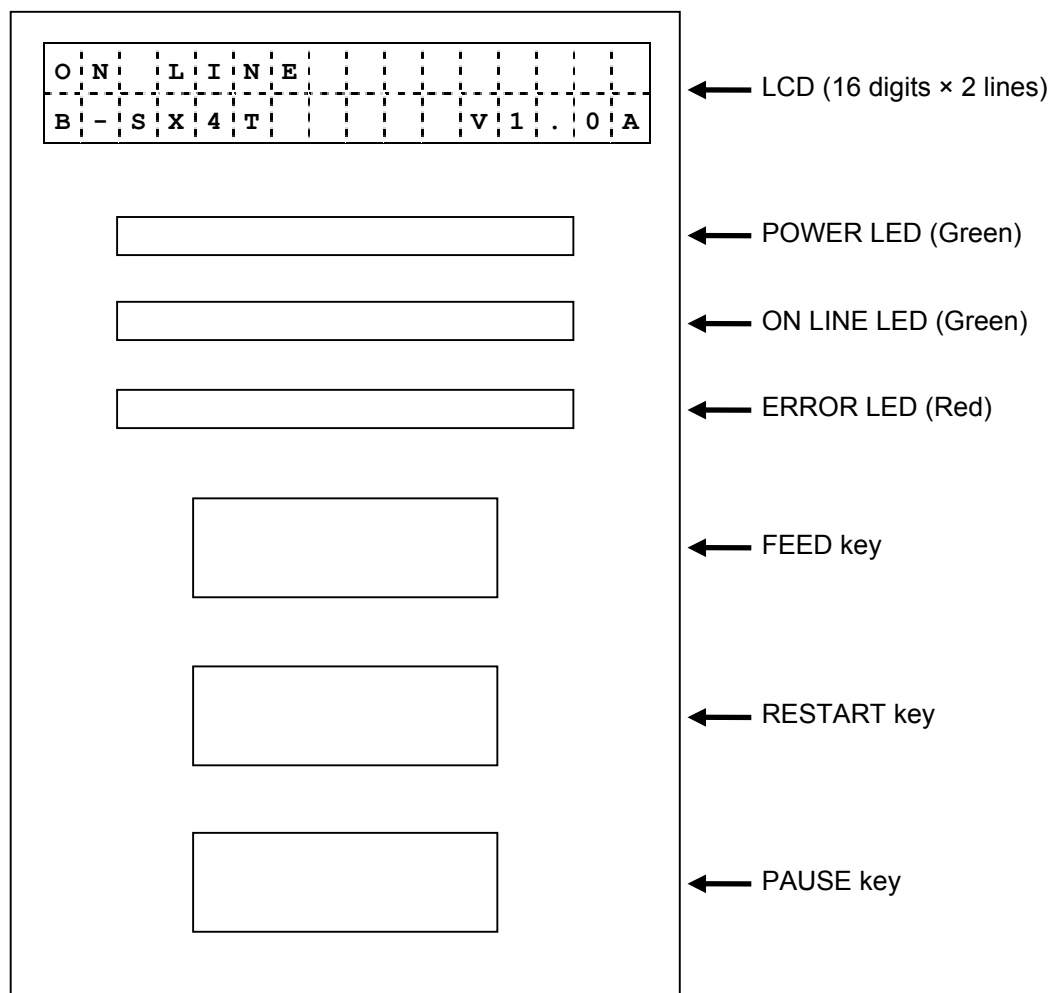 ON LINE
B-SX4T V1.0A
LCD (16 digits × 2 lines)
POWER LED (Green)
ON LINE LED (Green)
ERROR LED (Red)
FEED key
RESTART key
PAUSE key